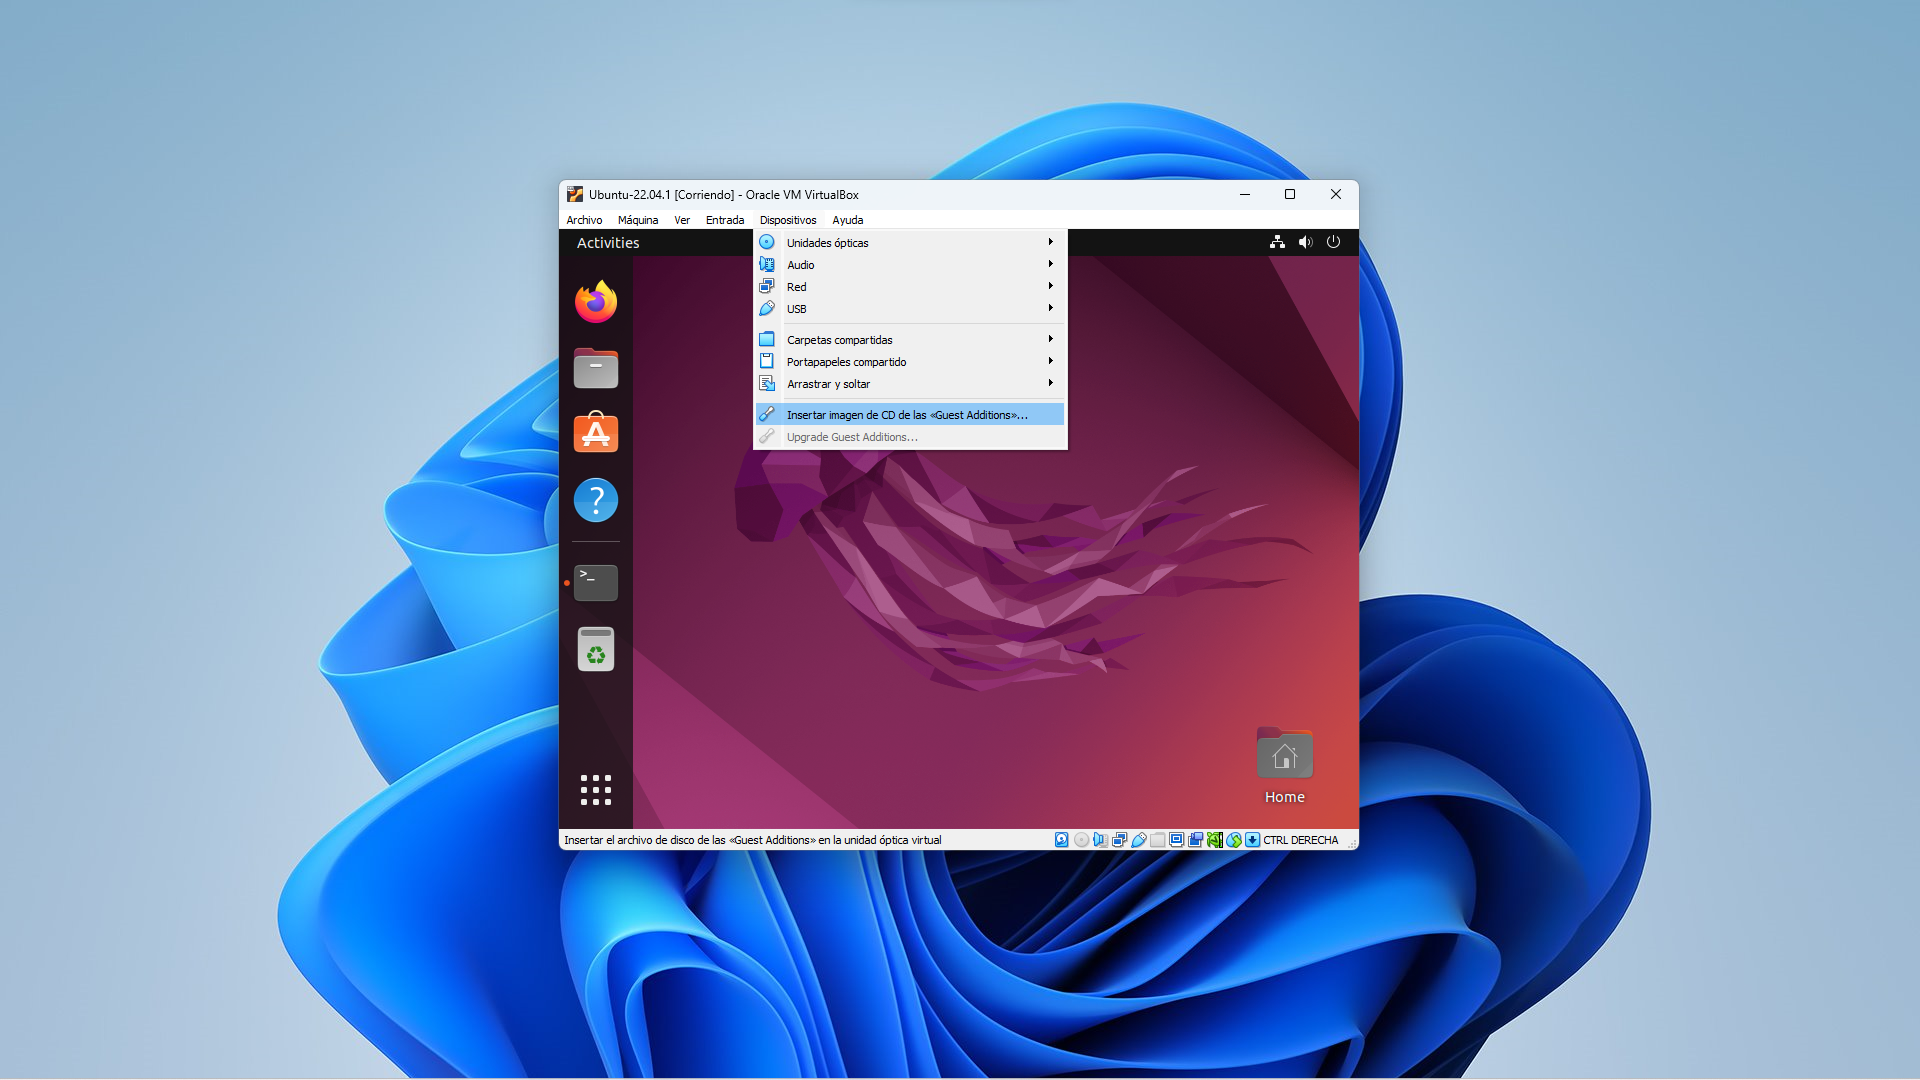 Ubuntu-22.04.1 [Corriendo] - Oracle VM VirtualBox
Archivo Máquina Ver Entrada Dispositivos Ayuda
Activities
Unidades ópticas
Audio
Red
USB
Carpetas compartidas
Portapapeles compartido
Arrastrar y soltar
Insertar imagen de CD de las «Guest Additions»...
Upgrade Guest Additions...
Home
Insertar el archivo de disco de las «Guest Additions» en la unidad óptica virtual
CTRL DERECHA